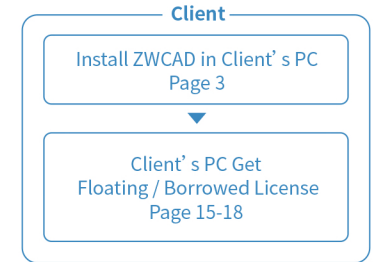 Client
Install ZWCAD in Client’s PC
Page 3
Client’s PC Get
Floating / Borrowed License
Page 15-18